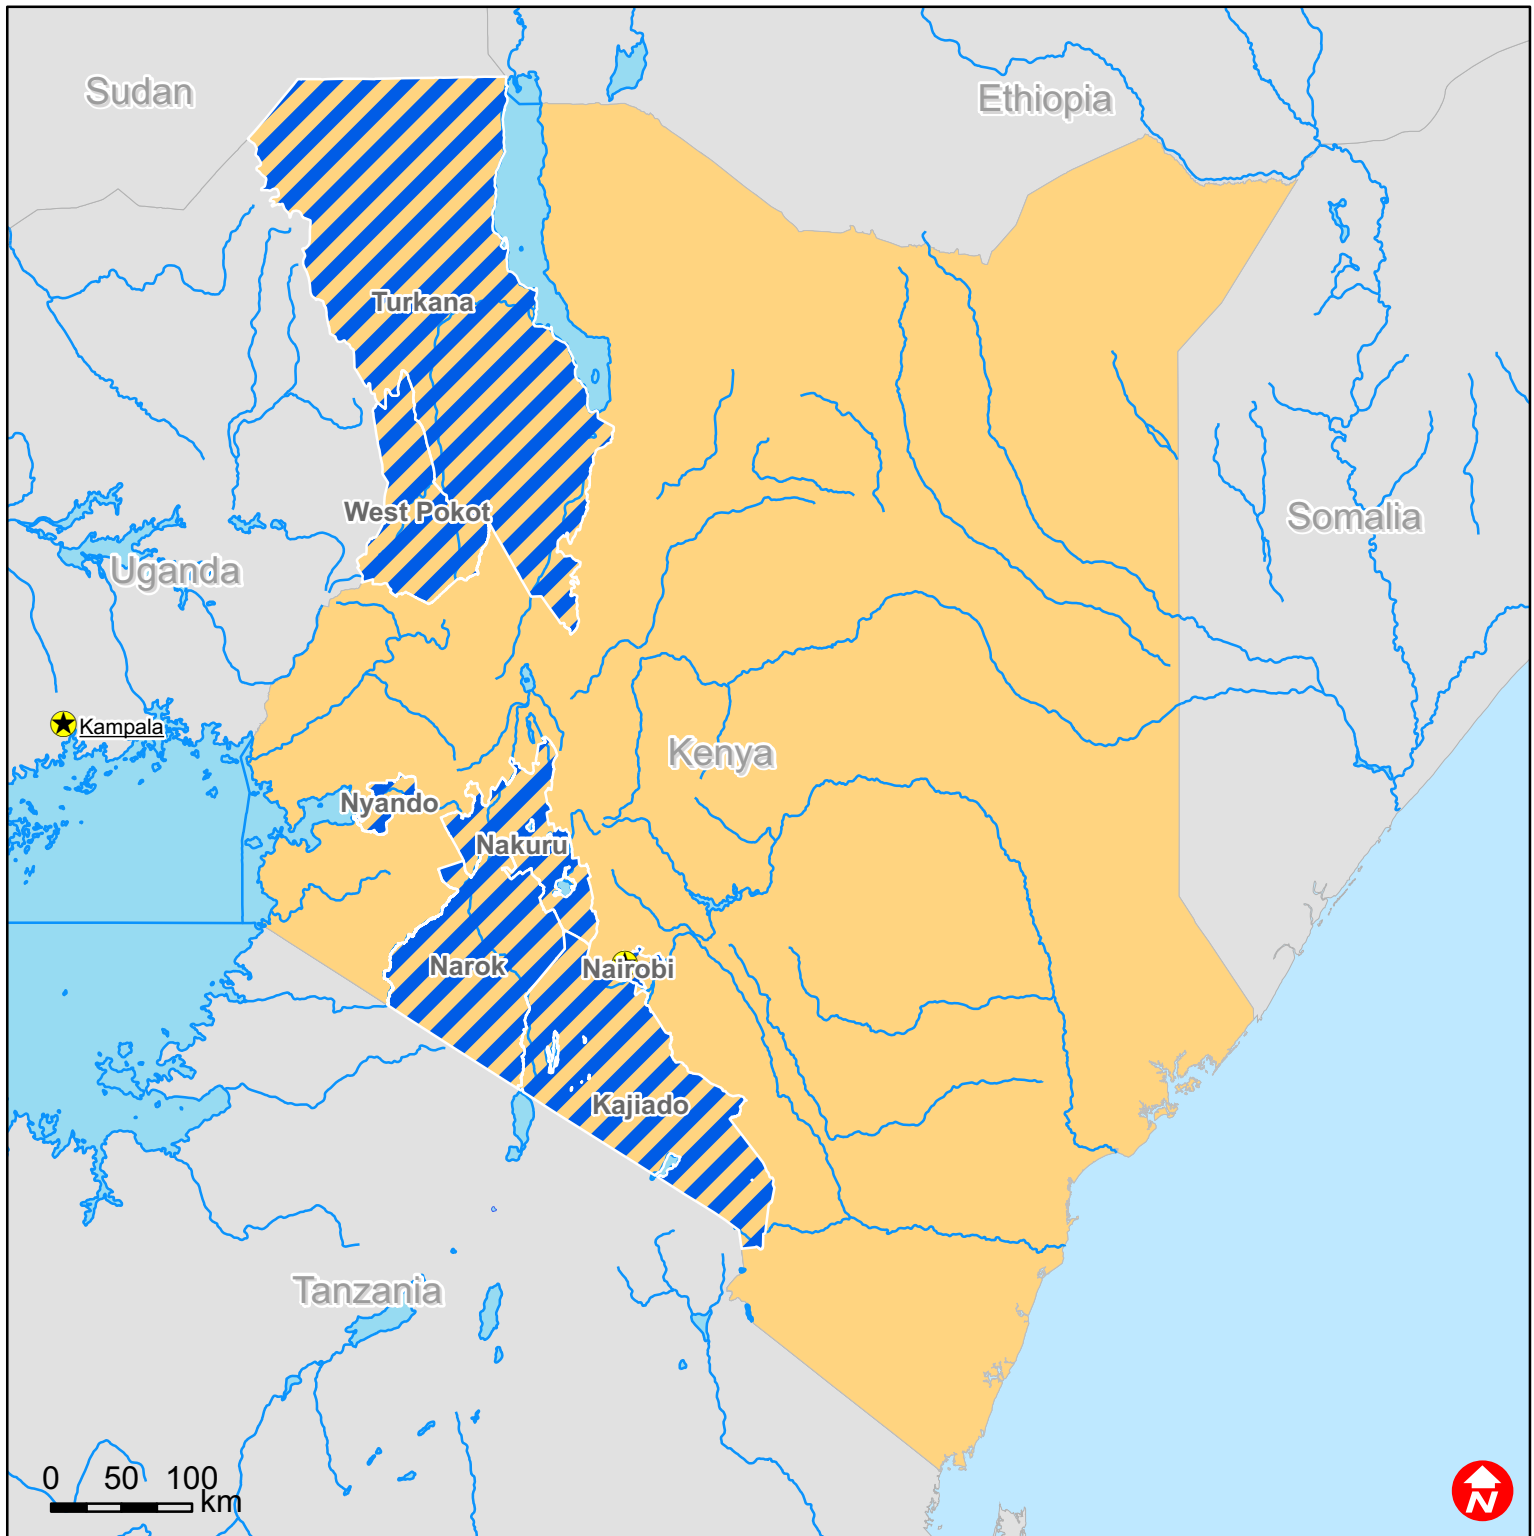 Sudan
Ethiopia
Turkana
West Pokot
Somalia
Uganda
Kampala
Kenya
Nyando
Nakuru
Narok
Nairobi
Kajiado
Tanzania
0 50 100
km
N